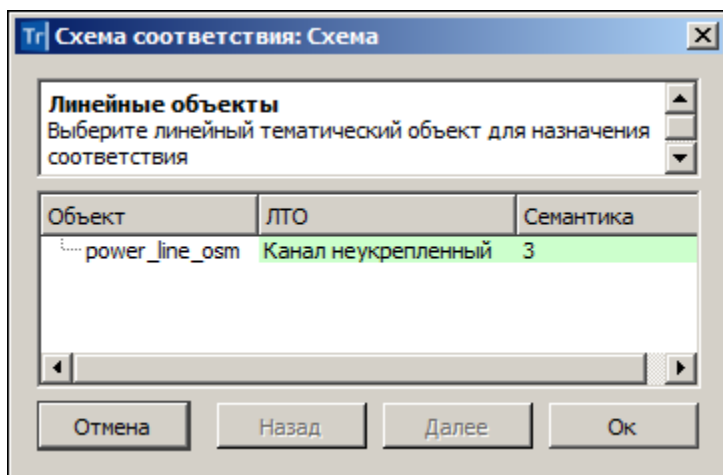 Tr Схема соответствия: Схема
Линейные объекты
Выберите линейный тематический объект для назначения
соответствия
Объект ЛТО Семантика
power_line_osm Канал неукрепленный 3
Отмена Назад Далее Ок